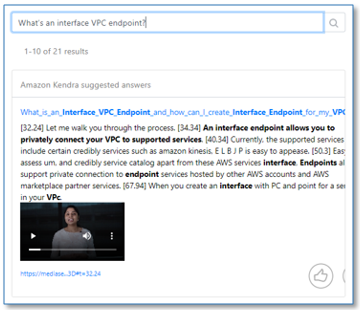 What's an interface VPC endpoint?
1-10 of 21 results
Amazon Kendra suggested answers
What_is_an_Interface_VPC_Endpoint_and_how_can_I_create_Interface_Endpoint_for_my_VPC
[32.24] Let me walk you through the process. [34.34] An interface endpoint allows you to
privately connect your VPC to supported services. [40.34] Currently, the supported services
include certain credibly services such as amazon kinesis. E L B J P is easy to appease. [50.3] Easy
assess um, and credibly service catalog apart from these AWS services interface. Endpoints al
support private connection to endpoint services hosted by other AWS accounts and AWS
marketplace partner services. [67.94] When you create an interface with PC and point for a ser
in your VPc.
https://mediase...3D#t=32.24